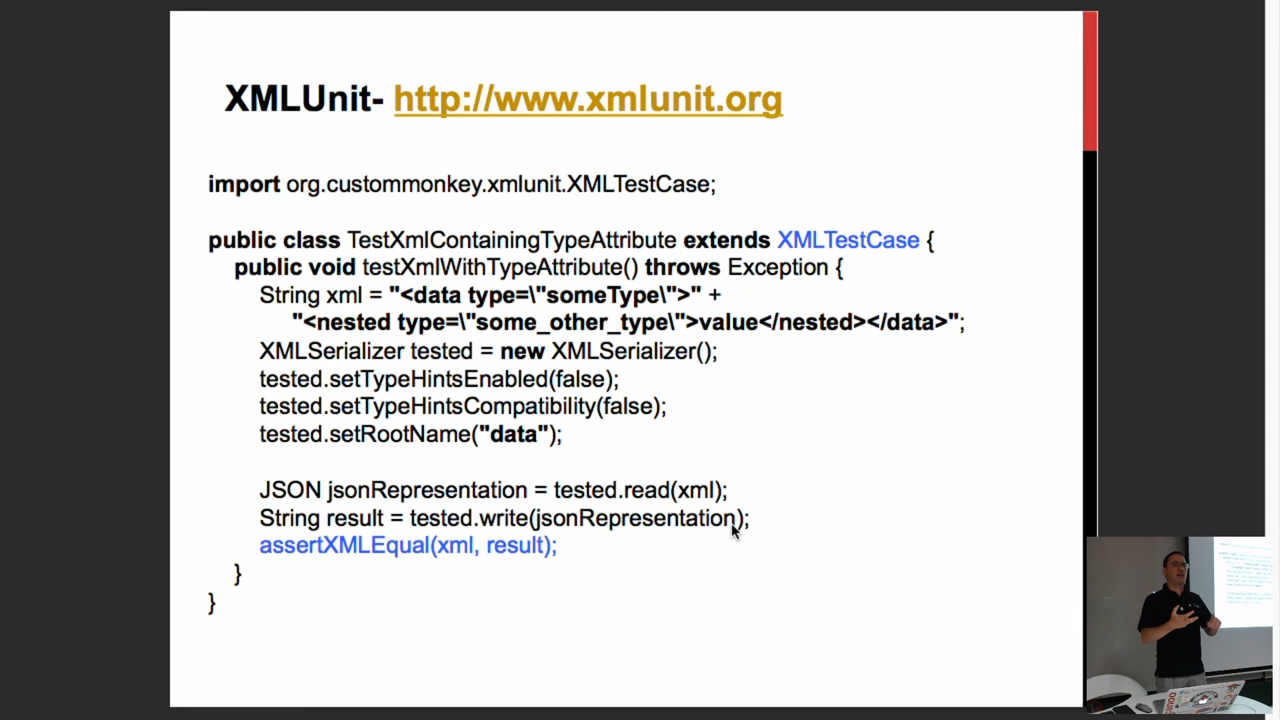 XMLUnit- http://www.xmlunit.org
import org.custommonkey.xmlunit.XMLTestCase;
public class TestXmlContainingTypeAttribute extends XMLTestCase {
public void testXmlWithTypeAttribute() throws Exception {
String xml = "<data type=\"someType\">" +
"<nested type=\"some_other_type\">value</nested></data>";
XMLSerializer tested = new XMLSerializer();
tested.setTypeHintsEnabled(false);
tested.setTypeHintsCompatibility(false);
tested.setRootName("data");
JSON jsonRepresentation = tested.read(xml);
String result = tested.write(jsonRepresentation);
assertXMLEqual(xml, result);
}
}